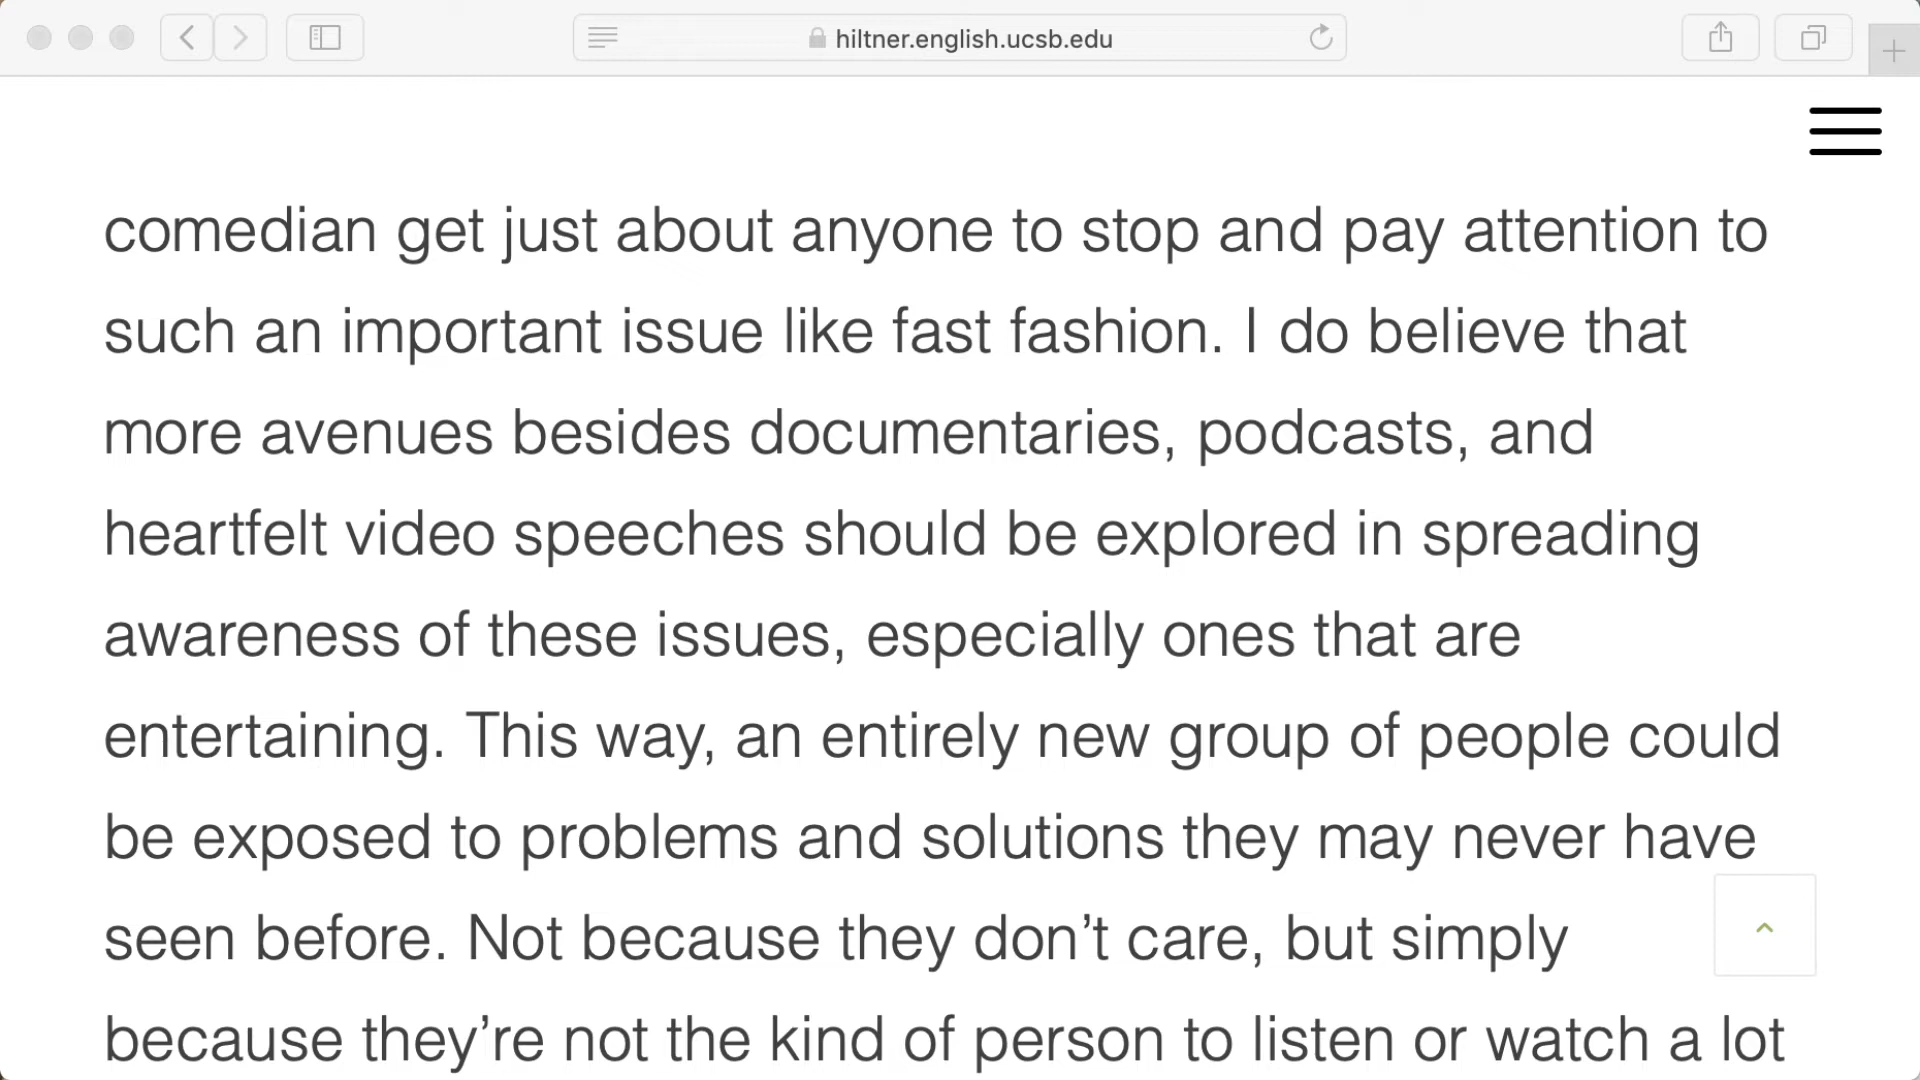 hiltner.english.ucsb.edu
comedian get just about anyone to stop and pay attention to
such an important issue like fast fashion. I do believe that
more avenues besides documentaries, podcasts, and
heartfelt video speeches should be explored in spreading
awareness of these issues, especially ones that are
entertaining. This way, an entirely new group of people could
be exposed to problems and solutions they may never have
seen before. Not because they don’t care, but simply
because they’re not the kind of person to listen or watch a lot